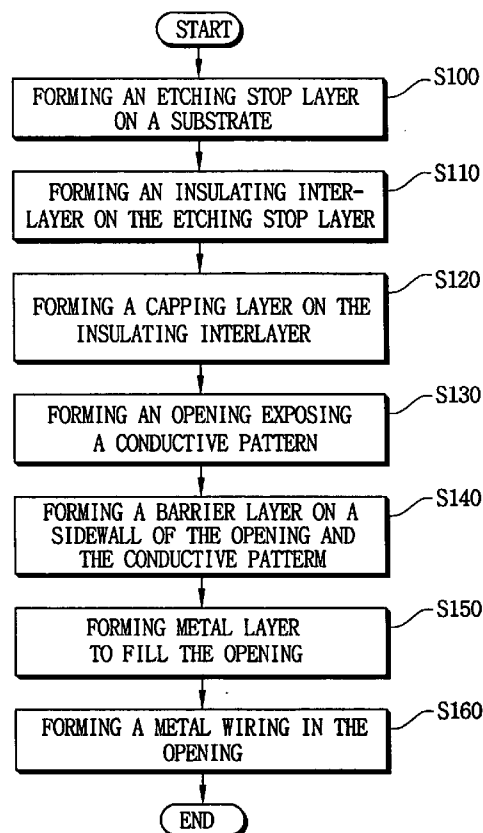 START
FORMING AN ETCHING STOP LAYER
ON A SUBSTRATE
S100
FORMING AN INSULATING INTER-
LAYER ON THE ETCHING STOP LAYER
S110
FORMING A CAPPING LAYER ON THE
INSULATING INTERLAYER
S120
FORMING AN OPENING EXPOSING
A CONDUCTIVE PATTERN
S130
FORMING A BARRIER LAYER ON A
SIDEWALL OF THE OPENING AND
THE CONDUCTIVE PATTERM
S140
FORMING METAL LAYER
TO FILL THE OPENING
S150
FORMING A METAL WIRING IN THE
OPENING
S160
END